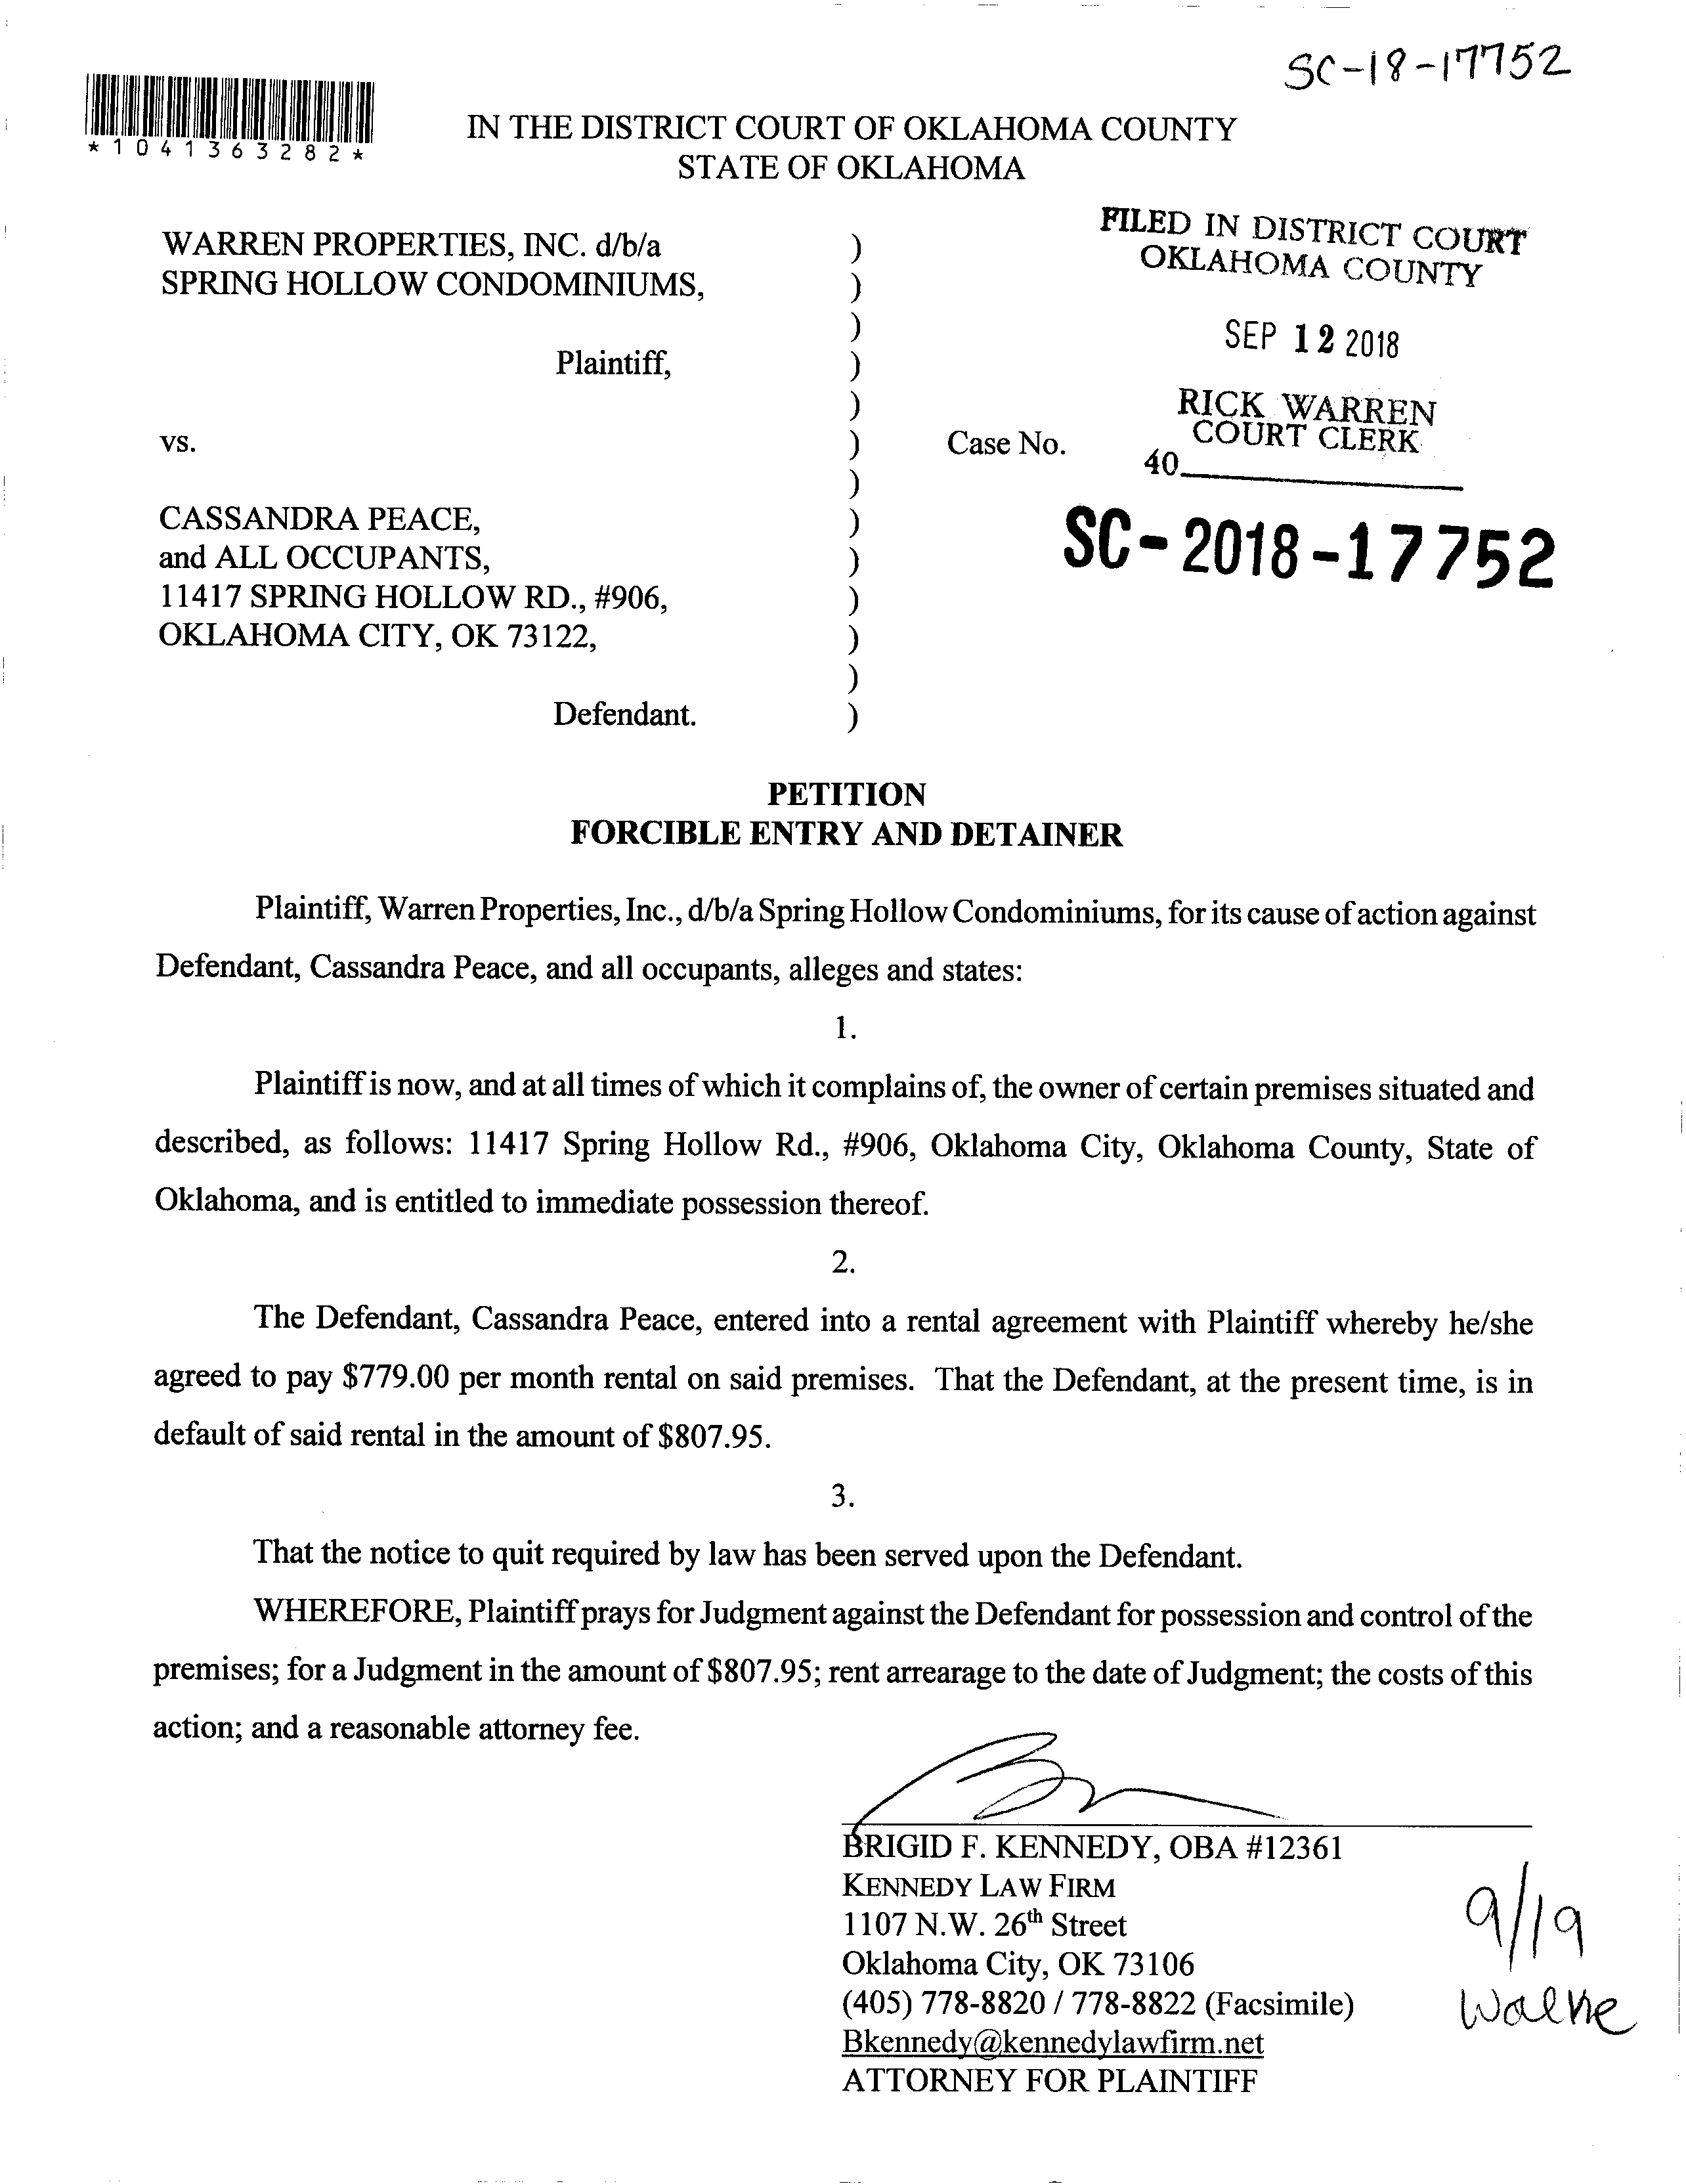 SC-18-17752
*1041363282*
IN THE DISTRICT COURT OF OKLAHOMA COUNTY
STATE OF OKLAHOMA
WARREN PROPERTIES, INC. d/b/a )
SPRING HOLLOW CONDOMINIUMS, )
)
Plaintiff, )
)
vs. )
)
CASSANDRA PEACE, )
and ALL OCCUPANTS, )
11417 SPRING HOLLOW RD., #906, )
OKLAHOMA CITY, OK 73122, )
)
Defendant. )
FILED IN DISTRICT COURT
OKLAHOMA COUNTY
SEP 12 2018
RICK WARREN
COURT CLERK
Case No.
40
SC-2018-17752
PETITION
FORCIBLE ENTRY AND DETAINER
Plaintiff, Warren Properties, Inc., d/b/a Spring Hollow Condominiums, for its cause of action against
Defendant, Cassandra Peace, and all occupants, alleges and states:
1.
Plaintiff is now, and at all times of which it complains of, the owner of certain premises situated and
described, as follows: 11417 Spring Hollow Rd., #906, Oklahoma City, Oklahoma County, State of
Oklahoma, and is entitled to immediate possession thereof.
2.
The Defendant, Cassandra Peace, entered into a rental agreement with Plaintiff whereby he/she
agreed to pay $779.00 per month rental on said premises. That the Defendant, at the present time, is in
default of said rental in the amount of $807.95.
3.
That the notice to quit required by law has been served upon the Defendant.
WHEREFORE, Plaintiff prays for Judgment against the Defendant for possession and control of the
premises; for a Judgment in the amount of $807.95; rent arrearage to the date of Judgment; the costs of this
action; and a reasonable attorney fee.
BRIGID F. KENNEDY, OBA #12361
KENNEDY LAW FIRM
1107 N.W. 26th Street
Oklahoma City, OK 73106
(405) 778-8820 / 778-8822 (Facsimile)
Bkennedy@kennedylawfirm.net
ATTORNEY FOR PLAINTIFF
9/19
Walke